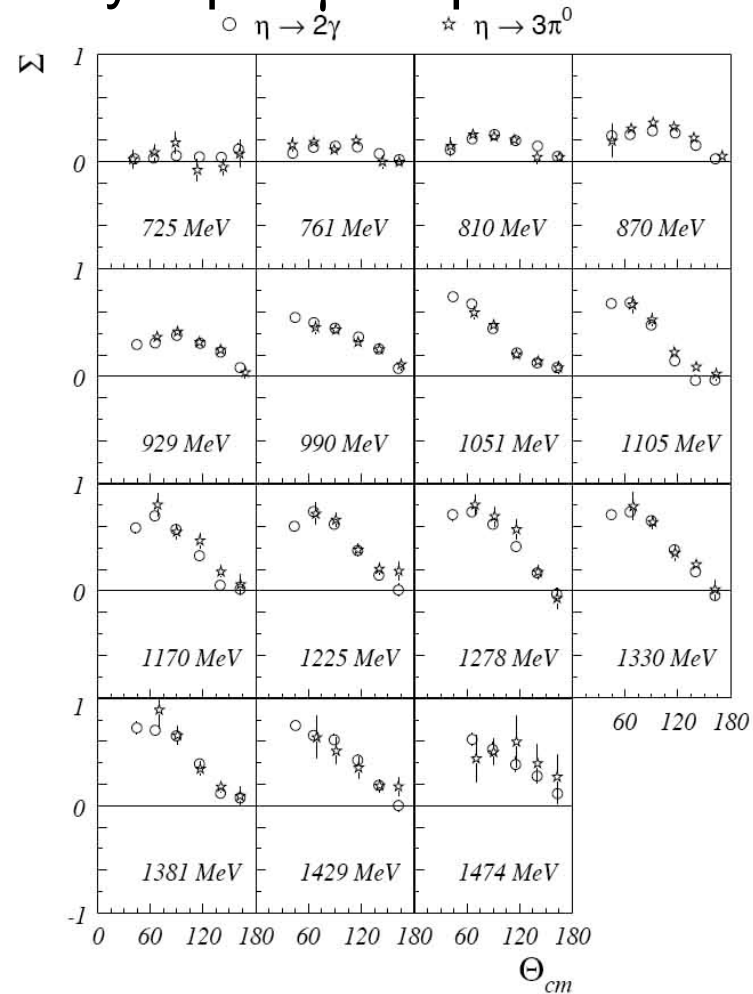 η → 2γ η → 3π⁰
Σ
1
0
725 MeV 761 MeV 810 MeV 870 MeV
1
0
929 MeV 990 MeV 1051 MeV 1105 MeV
1
0
1170 MeV 1225 MeV 1278 MeV 1330 MeV
60 120 180
1
0
1381 MeV 1429 MeV 1474 MeV
-1
0 60 120 180 60 120 180 60 120 180
Θcm